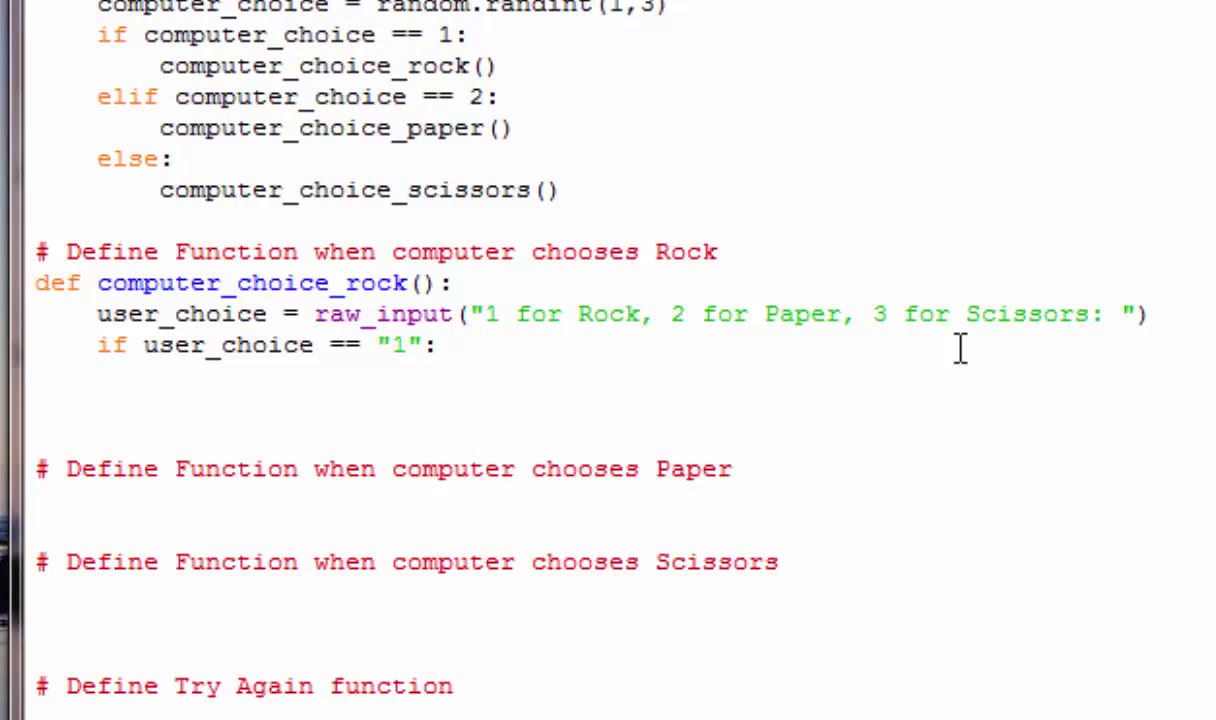 computer_choice = random.randint(1,3)
if computer_choice == 1:
computer_choice_rock()
elif computer_choice == 2:
computer_choice_paper()
else:
computer_choice_scissors()
# Define Function when computer chooses Rock
def computer_choice_rock():
user_choice = raw_input("1 for Rock, 2 for Paper, 3 for Scissors: ")
if user_choice == "1":
# Define Function when computer chooses Paper
# Define Function when computer chooses Scissors
# Define Try Again function